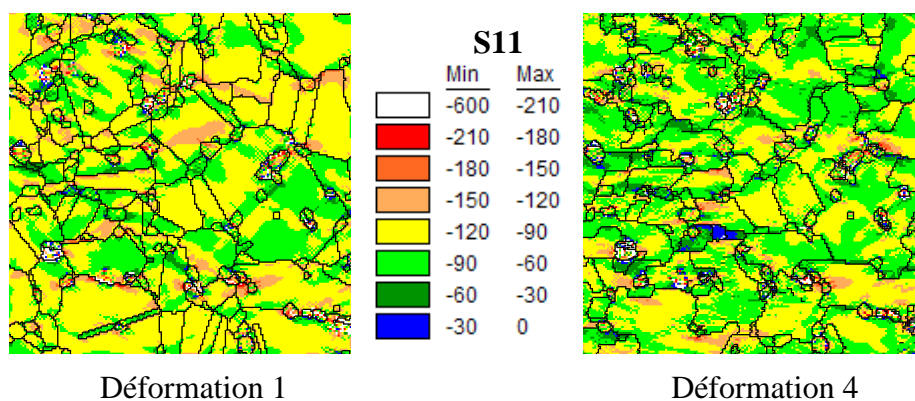 S11
Min Max
-600 -210
-210 -180
-180 -150
-150 -120
-120 -90
-90 -60
-60 -30
-30 0
Déformation 1
Déformation 4